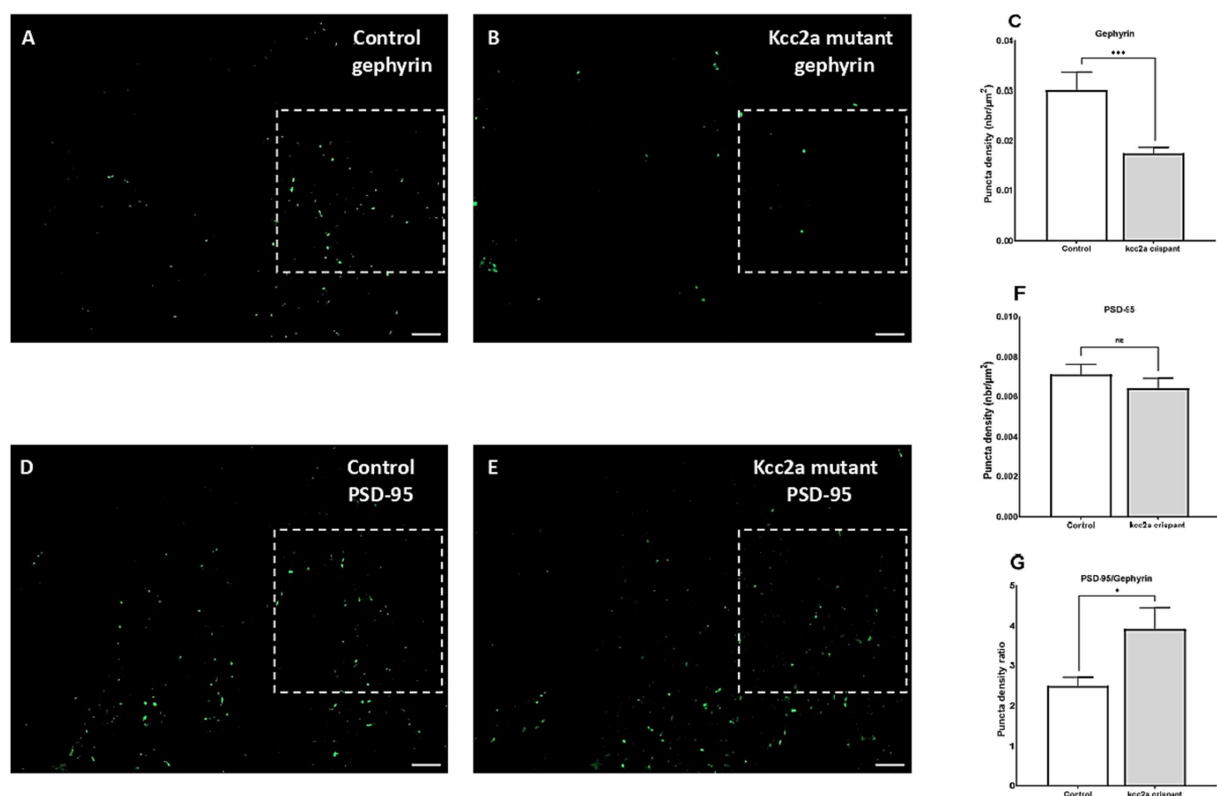 A
Control
gephyrin
B
Kcc2a mutant
gephyrin
C
Gephyrin
***
Puncta density (nbr/µm²)
0.04
0.03
0.02
0.01
0.00
Control
kcc2a crispant
D
Control
PSD-95
E
Kcc2a mutant
PSD-95
F
PSD-95
ns
Puncta density (nbr/µm²)
0.010
0.008
0.006
0.004
0.002
0.000
Control
kcc2a crispant
G
PSD-95/Gephyrin
*
Puncta density ratio
5
4
3
2
1
0
Control
kcc2a crispant